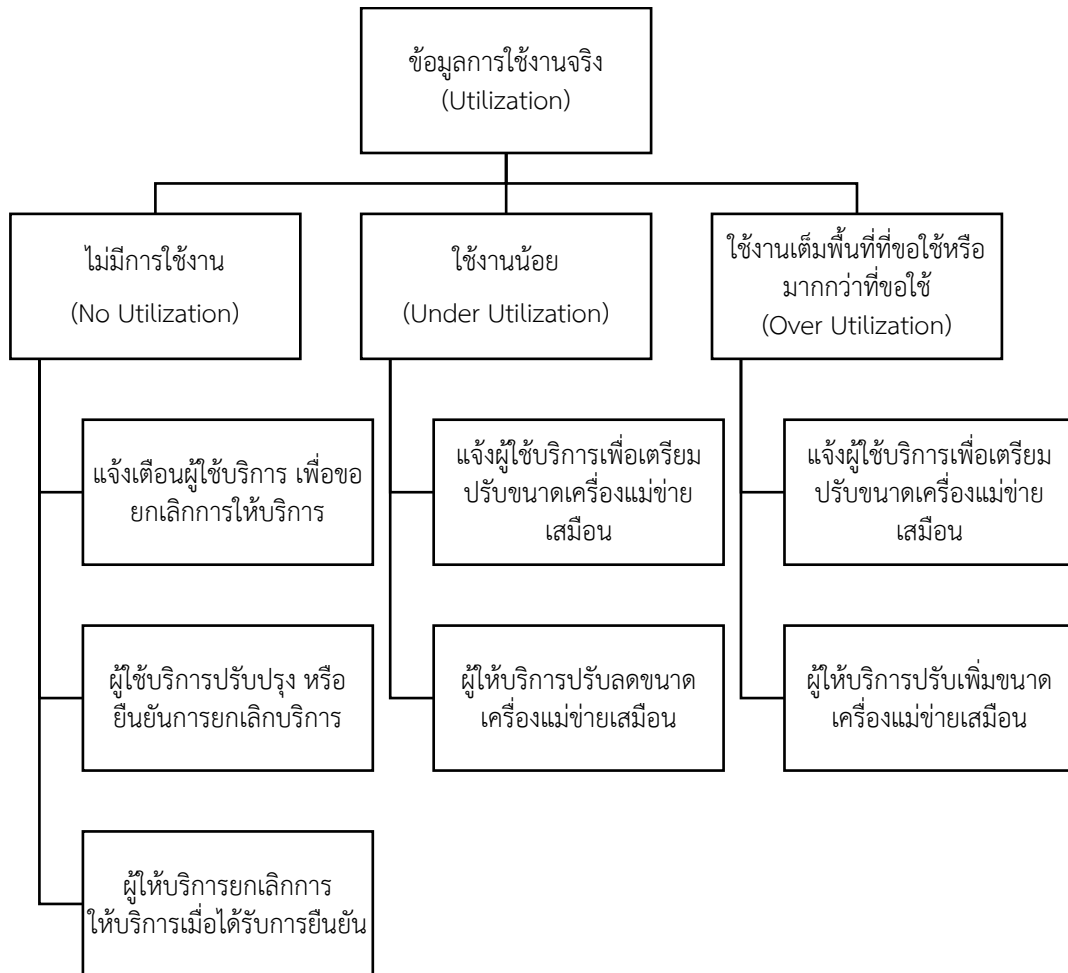 ข้อมูลการใช้งานจริง
(Utilization)
ไม่มีการใช้งาน
(No Utilization)
ใช้งานน้อย
(Under Utilization)
ใช้งานเต็มพื้นที่ที่ขอใช้หรือ
มากกว่าที่ขอใช้
(Over Utilization)
แจ้งเตือนผู้ใช้บริการ เพื่อขอ
ยกเลิกการให้บริการ
แจ้งผู้ใช้บริการเพื่อเตรียม
ปรับขนาดเครื่องแม่ข่าย
เสมือน
แจ้งผู้ใช้บริการเพื่อเตรียม
ปรับขนาดเครื่องแม่ข่าย
เสมือน
ผู้ใช้บริการปรับปรุง หรือ
ยืนยันการยกเลิกบริการ
ผู้ให้บริการปรับลดขนาด
เครื่องแม่ข่ายเสมือน
ผู้ให้บริการปรับเพิ่มขนาด
เครื่องแม่ข่ายเสมือน
ผู้ให้บริการยกเลิกการ
ให้บริการเมื่อได้รับการยืนยัน